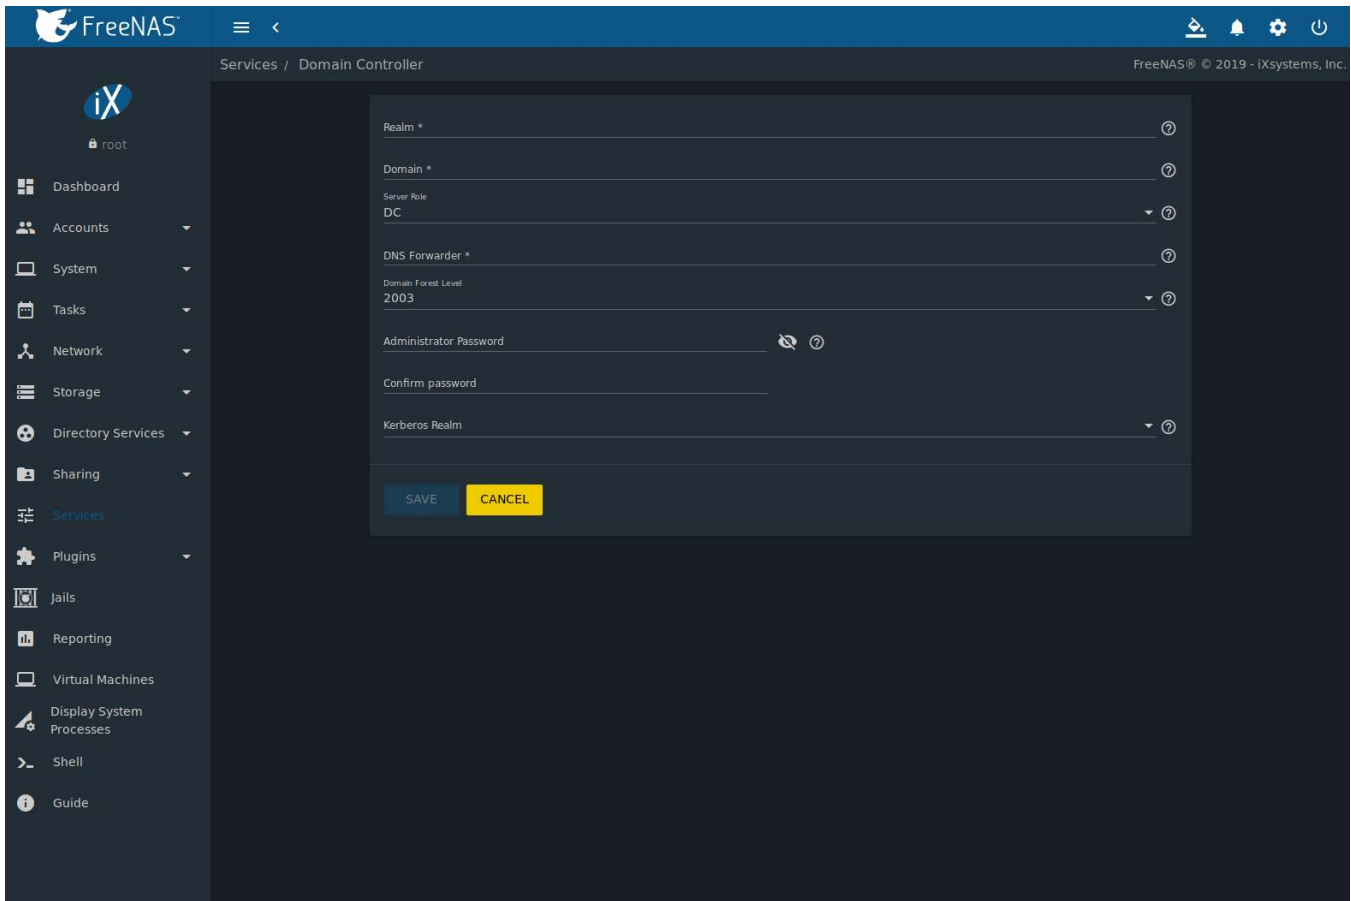 FreeNAS
Services / Domain Controller
FreeNAS® © 2019 - iXsystems, Inc.
iX
root
Dashboard
Accounts
System
Tasks
Network
Storage
Directory Services
Sharing
Services
Plugins
Jails
Reporting
Virtual Machines
Display System
Processes
Shell
Guide
Realm *
Domain *
Server Role
DC
DNS Forwarder *
Domain Forest Level
2003
Administrator Password
Confirm password
Kerberos Realm
SAVE
CANCEL